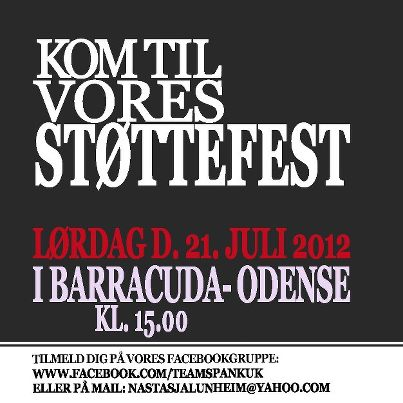 KOM TIL
VORES
STØTTEFEST
LØRDAG D. 21. JULI 2012
I BARRACUDA- ODENSE
KL. 15.00
TILMELD DIG PÅ VORES FACEBOOKGRUPPE:
WWW.FACEBOOK.COM/TEAMSPANKUK
ELLER PÅ MAIL: NASTASJALUNHEIM@YAHOO.COM